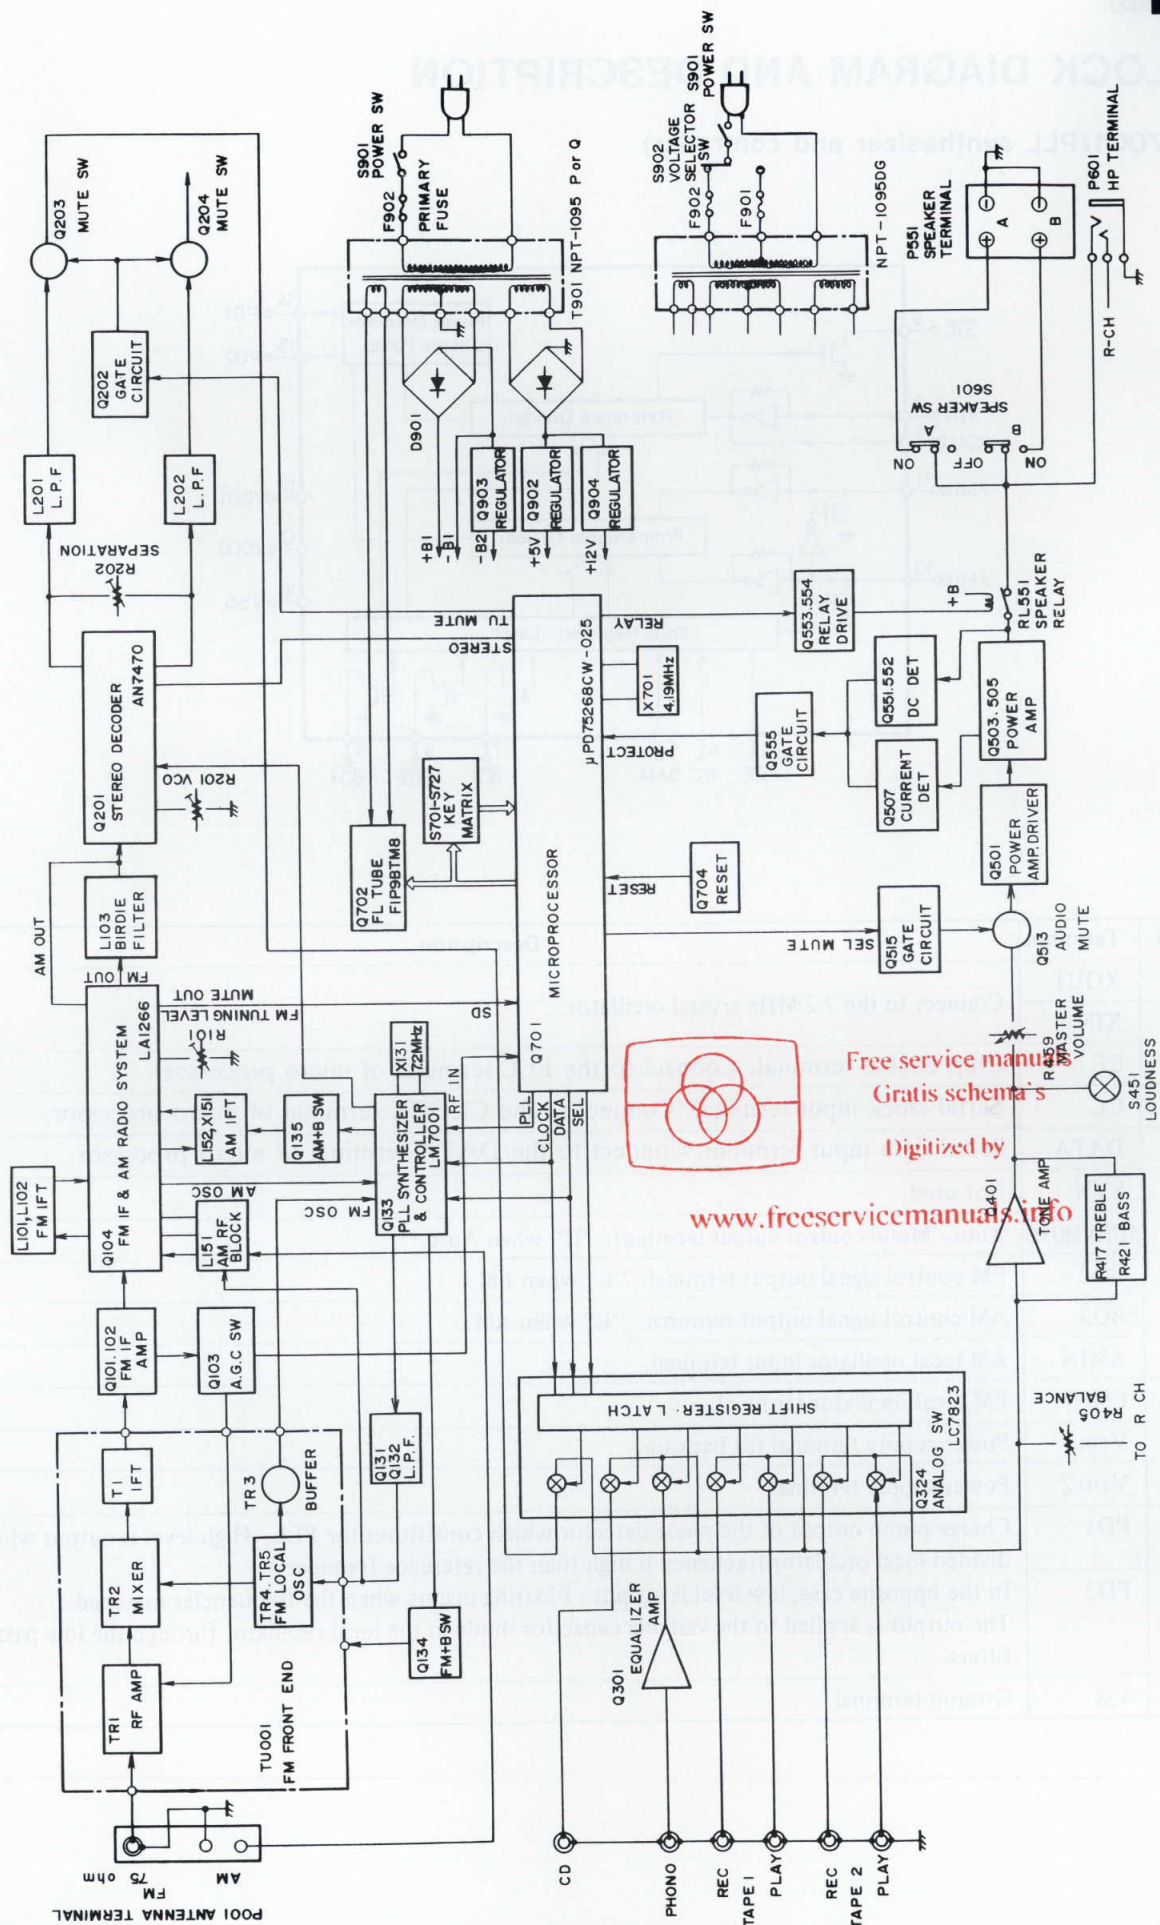 P001 ANTENNA TERMINAL
FM
75
ohm
AM
TU001
FM FRONT END
TR1
RF AMP
TR2
MIXER
T1
IFT
TR4.TR5
FM LOCAL
OSC
TR3
BUFFER
Q134
FM+BSW
Q101.102
FM IF
AMP
Q103
A.G.C SW
Q131
Q132
L.P.F.
L101,L102
FM IFT
Q104
FM IF & AM RADIO SYSTEM
LA1266
L151
AM RF
BLOCK
L152,X151
AM IFT
Q135
AM+B SW
AM OSC
FM OSC
Q133
PLL SYNTHESIZER
& CONTROLLER
LM7001
X131
7.2MHz
R101
FM TUNING LEVEL
MUTE OUT
FM OUT
AM OUT
L103
BIRDIE
FILTER
Q201
STEREO DECODER
AN7470
R201 VCO
R202
SEPARATION
L201
L.P.F
L202
L.P.F
Q202
GATE
CIRCUIT
Q203
MUTE SW
Q204
MUTE SW
S901
POWER SW
F902
PRIMARY
FUSE
T901 NPT-1095 P or Q
D901
Q903
REGULATOR
Q902
REGULATOR
Q904
REGULATOR
+B1
-B1
-B2
+5V
+12V
S901
POWER SW
S902
VOLTAGE
SELECTOR
SW
F902
F901
NPT-1095DG
Q702
FL TUBE
FIP9BTM8
S701-S727
KEY
MATRIX
TU MUTE
STEREO
SD
RF IN
PLL
CLOCK
DATA
SEL
Q701
MICROPROCESSOR
μPD75268CW-025
RELAY
X701
4.19MHz
PROTECT
RESET
Q704
RESET
SEL MUTE
Q515
GATE
CIRCUIT
Q513
AUDIO
MUTE
Q555
GATE
CIRCUIT
Q553.554
RELAY
DRIVE
Q551.552
DC DET
Q507
CURRENT
DET
Q501
POWER
AMP.DRIVER
Q503.505
POWER
AMP
+B
RL551
SPEAKER
RELAY
P551
SPEAKER
TERMINAL
A
B
SPEAKER SW
S601
ON
A
OFF
B
ON
P601
HP TERMINAL
R-CH
R459
MASTER
VOLUME
S451
LOUDNESS
Q401
TONE AMP
R417 TREBLE
R421 BASS
R405
BALANCE
TO R CH
SHIFT REGISTER·LATCH
Q324
ANALOG SW
LC7823
Q301
EQUALIZER
AMP
CD
PHONO
REC
TAPE 1
PLAY
REC
TAPE 2
PLAY
Free service manuals
Gratis schema's
Digitized by
www.freeservicemanuals.info